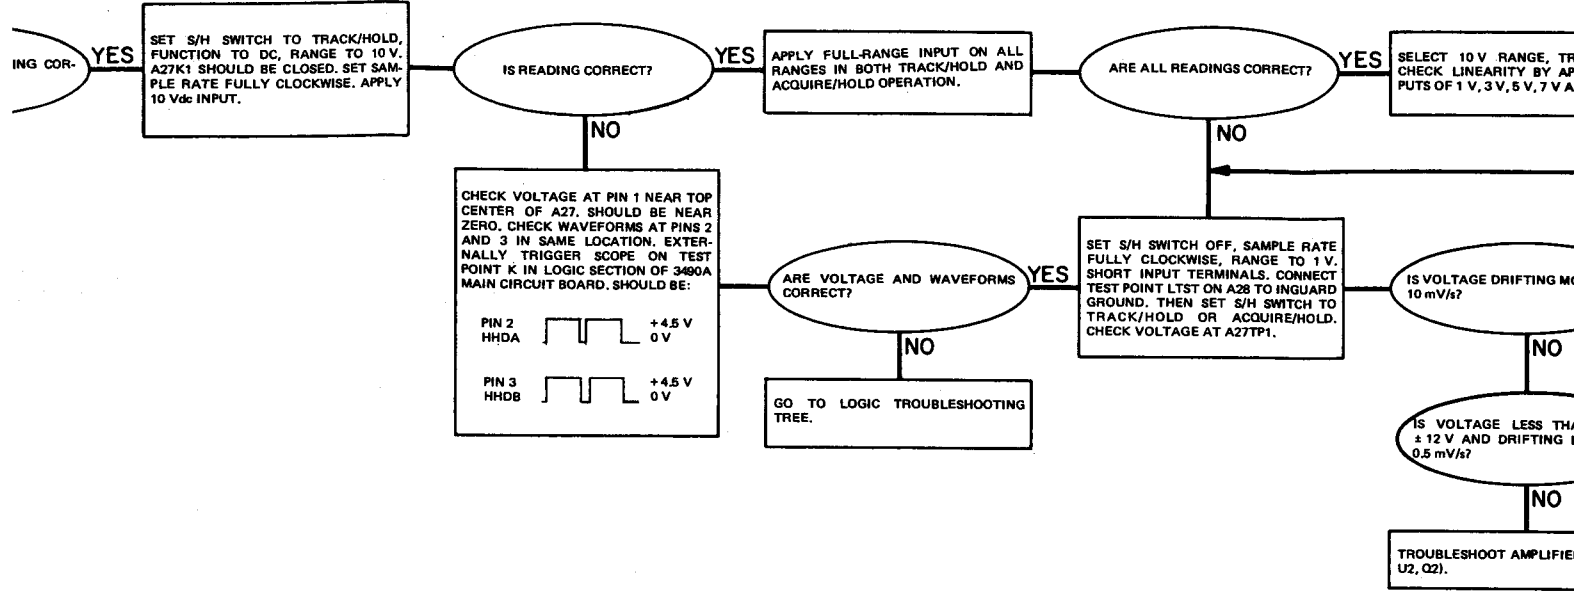 ING COR-
YES
SET S/H SWITCH TO TRACK/HOLD,
FUNCTION TO DC, RANGE TO 10 V.
A27K1 SHOULD BE CLOSED. SET SAM-
PLE RATE FULLY CLOCKWISE. APPLY
10 Vdc INPUT.
IS READING CORRECT?
YES
APPLY FULL-RANGE INPUT ON ALL
RANGES IN BOTH TRACK/HOLD AND
ACQUIRE/HOLD OPERATION.
ARE ALL READINGS CORRECT?
YES
SELECT 10 V RANGE, TR
CHECK LINEARITY BY AP
PUTS OF 1 V, 3 V, 5 V, 7 V A
NO
NO
CHECK VOLTAGE AT PIN 1 NEAR TOP
CENTER OF A27. SHOULD BE NEAR
ZERO. CHECK WAVEFORMS AT PINS 2
AND 3 IN SAME LOCATION. EXTER-
NALLY TRIGGER SCOPE ON TEST
POINT K IN LOGIC SECTION OF 3490A
MAIN CIRCUIT BOARD. SHOULD BE:
PIN 2
HHDA
+4.5 V
0 V
PIN 3
HHDB
+4.5 V
0 V
ARE VOLTAGE AND WAVEFORMS
CORRECT?
YES
NO
GO TO LOGIC TROUBLESHOOTING
TREE.
SET S/H SWITCH OFF, SAMPLE RATE
FULLY CLOCKWISE, RANGE TO 1 V.
SHORT INPUT TERMINALS. CONNECT
TEST POINT LTST ON A28 TO INGUARD
GROUND. THEN SET S/H SWITCH TO
TRACK/HOLD OR ACQUIRE/HOLD.
CHECK VOLTAGE AT A27TP1.
IS VOLTAGE DRIFTING MO
10 mV/s?
NO
IS VOLTAGE LESS THA
± 12 V AND DRIFTING
0.5 mV/s?
NO
TROUBLESHOOT AMPLIFIE
U2, Q2).